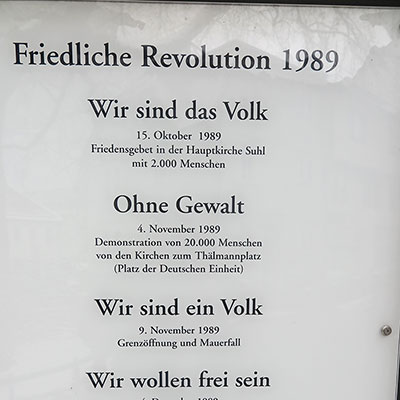 Friedliche Revolution 1989
Wir sind das Volk
15. Oktober 1989
Friedensgebet in der Hauptkirche Suhl
mit 2.000 Menschen
Ohne Gewalt
4. November 1989
Demonstration von 20.000 Menschen
von den Kirchen zum Thälmannplatz
(Platz der Deutschen Einheit)
Wir sind ein Volk
9. November 1989
Grenzöffnung und Mauerfall
Wir wollen frei sein